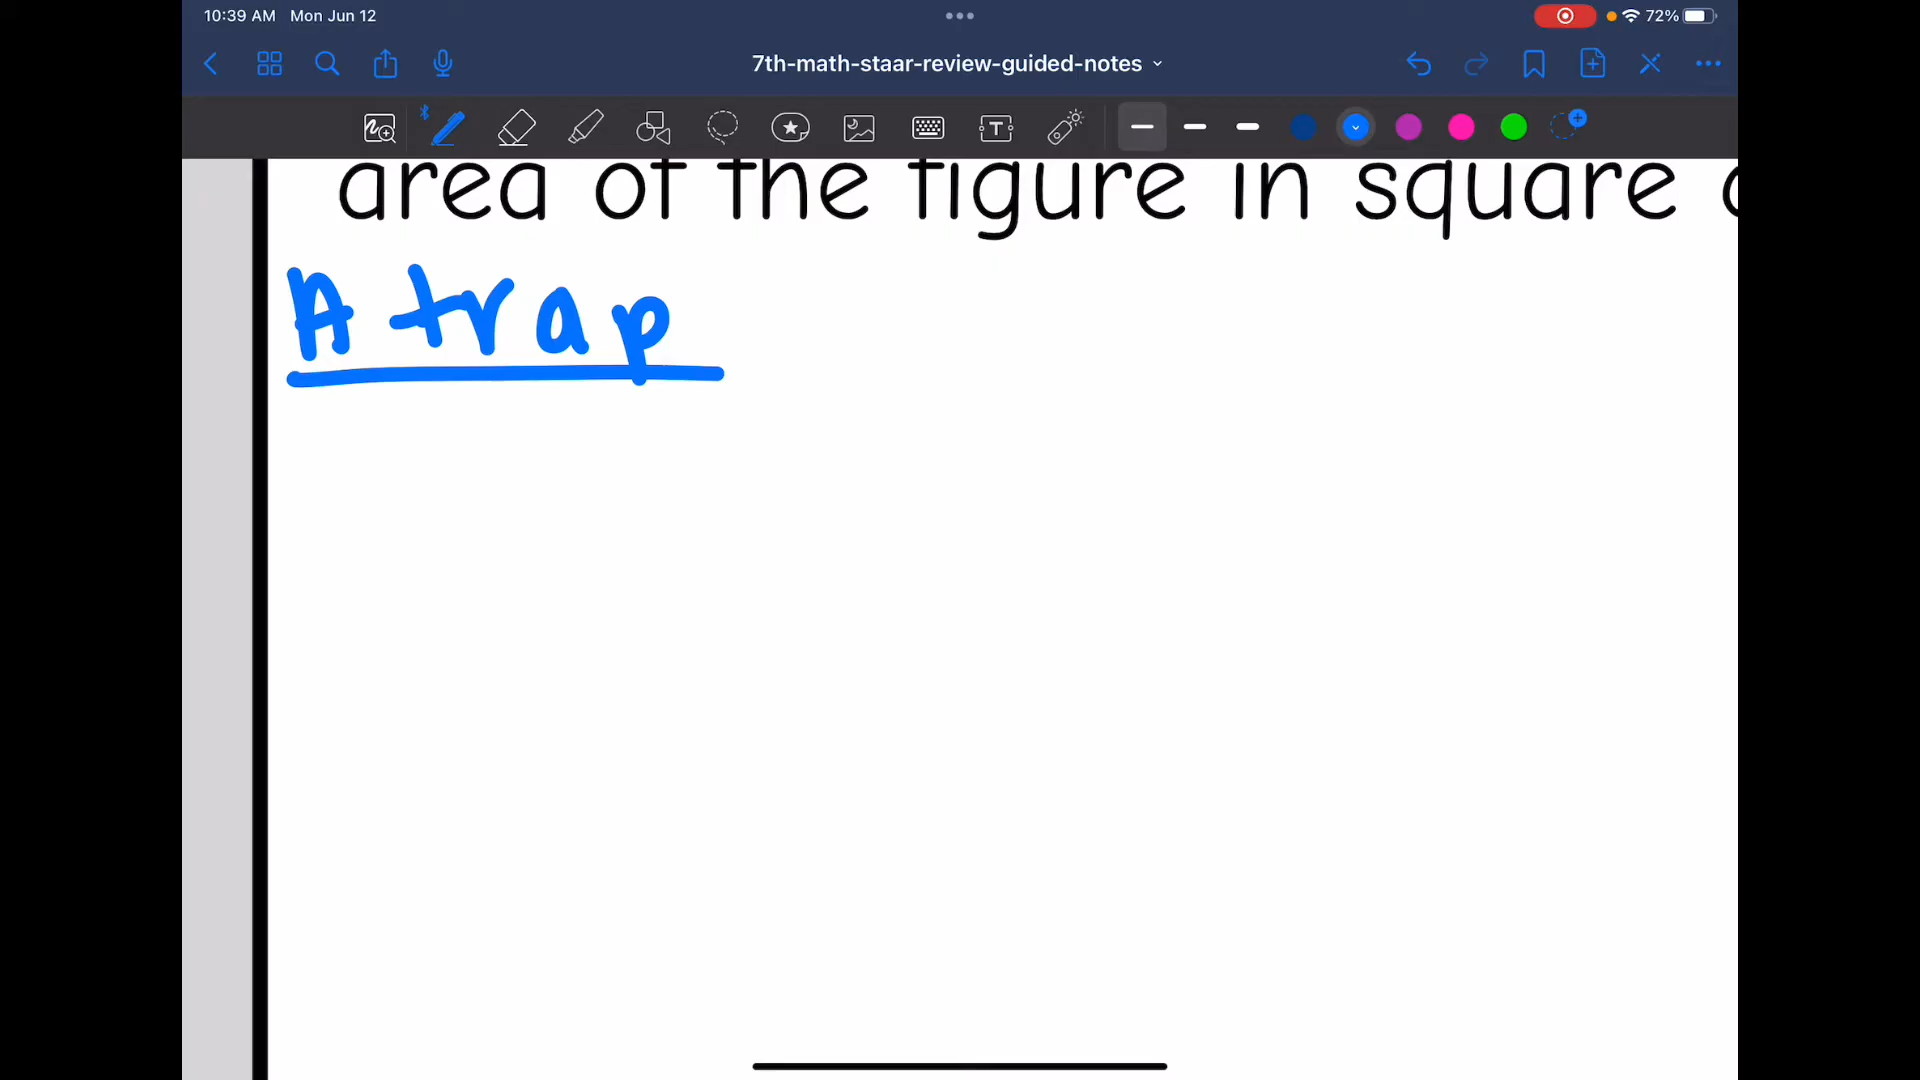 10:39 AM Mon Jun 12
72%
7th-math-staar-review-guided-notes
T
area of the figure in square
A trap